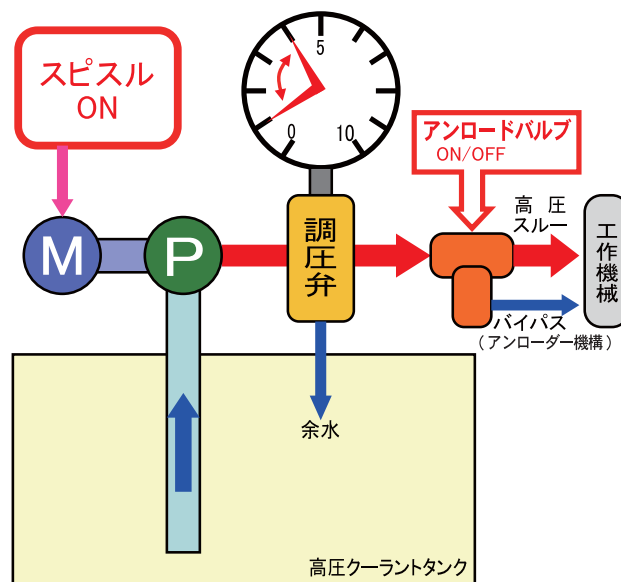 スピスル
ON
5
0
10
アンロードバルブ
ON/OFF
高圧
スルー
M
P
調圧弁
工作機械
バイパス
(アンローダー機構)
余水
高圧クーラントタンク